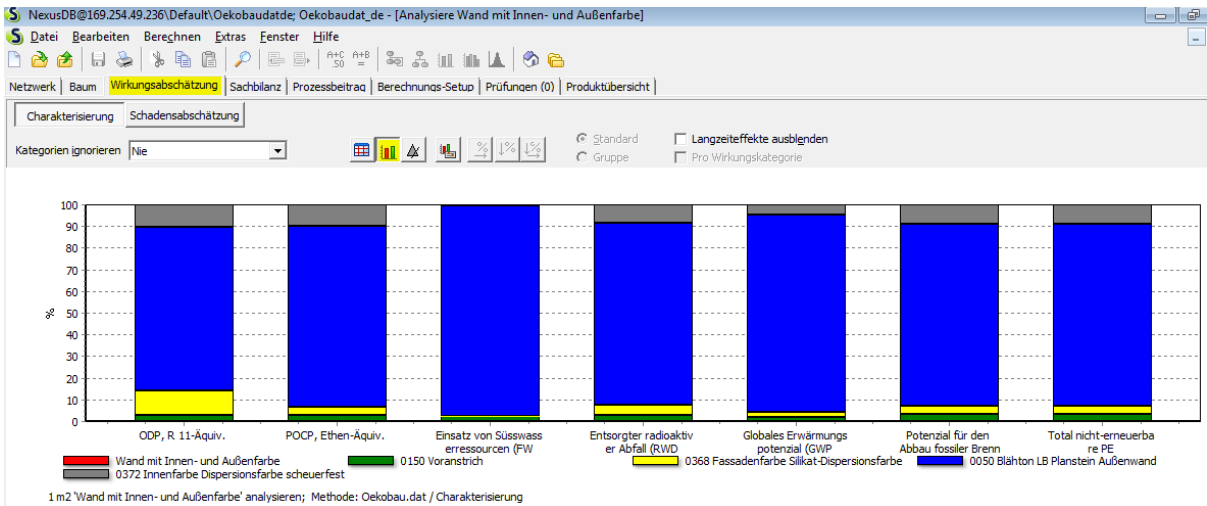 NexusDB@169.254.49.236\Default\Oekobaudatde; Oekobaudat_de - [Analysiere Wand mit Innen- und Außenfarbe]
Datei Bearbeiten Berechnen Extras Fenster Hilfe
A+C .50 A+B =
Netzwerk Baum Wirkungsabschätzung Sachbilanz Prozessbeitrag Berechnungs-Setup Prüfungen (0) Produktübersicht
Charakterisierung Schadensabschätzung
Standard Langzeiteffekte ausblenden
Kategorien ignorieren Nie
Gruppe Pro Wirkungskategorie
100
90
80
70
60
50
40
30
20
10
0
%
ODP, R 11-Äquiv. POCP, Ethen-Äquiv. Einsatz von Süsswass Entsorgter radioaktiv Globales Erwärmungs Potenzial für den Total nicht-erneuerba
erressourcen (FW er Abfall (RWD potenzial (GWP Abbau fossiler Brenn re PE
Wand mit Innen- und Außenfarbe 0150 Voranstrich 0368 Fassadenfarbe Silikat-Dispersionsfarbe 0050 Blähton LB Planstein Außenwand
0372 Innenfarbe Dispersionsfarbe scheuerfest
1 m2 'Wand mit Innen- und Außenfarbe' analysieren; Methode: Oekobau.dat / Charakterisierung